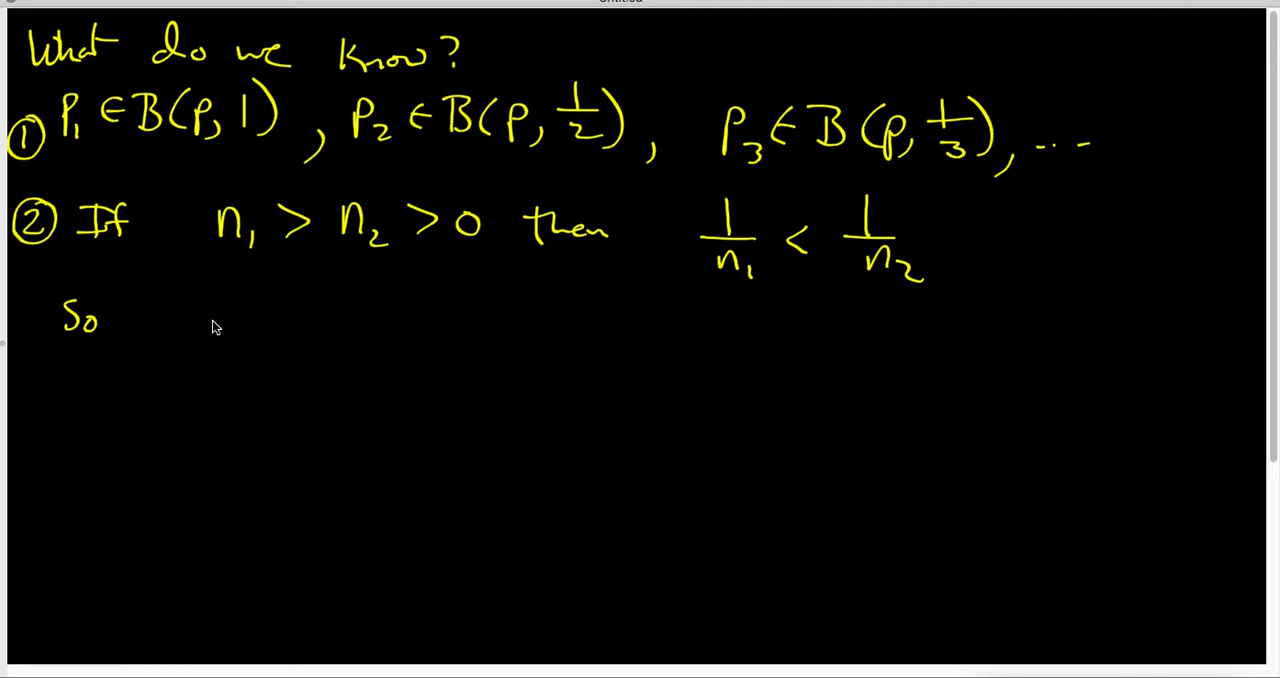 What do we know?
① P₁ ∈ B(p, 1), P₂ ∈ B(p, 1/2), P₃ ∈ B(p, 1/3), ...
② If n₁ > n₂ > 0 then 1/n₁ < 1/n₂
So